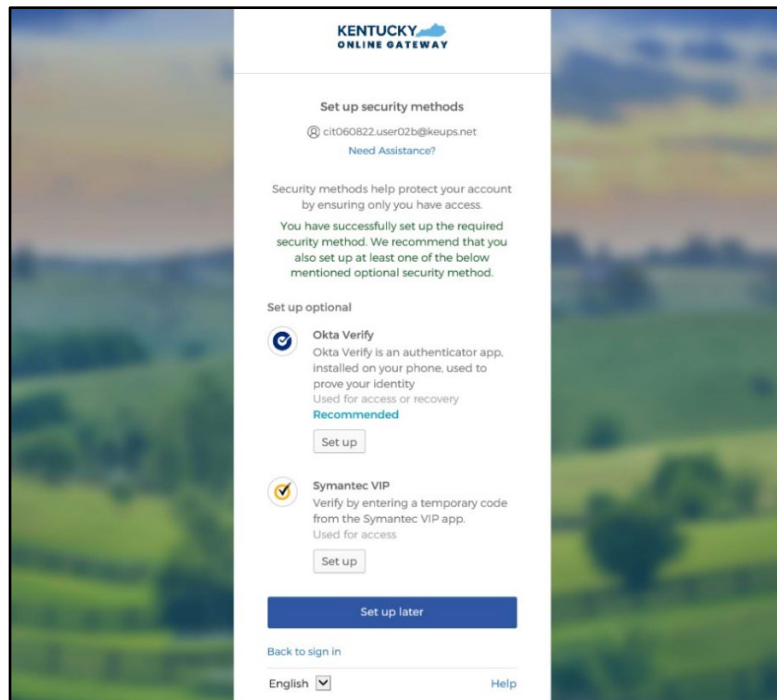 KENTUCKY
ONLINE GATEWAY
Set up security methods
cit060822.user02b@keups.net
Need Assistance?
Security methods help protect your account
by ensuring only you have access.
You have successfully set up the required
security method. We recommend that you
also set up at least one of the below
mentioned optional security method.
Set up optional
Okta Verify
Okta Verify is an authenticator app,
installed on your phone, used to
prove your identity
Used for access or recovery
Recommended
Set up
Symantec VIP
Verify by entering a temporary code
from the Symantec VIP app.
Used for access
Set up
Set up later
Back to sign in
English
Help